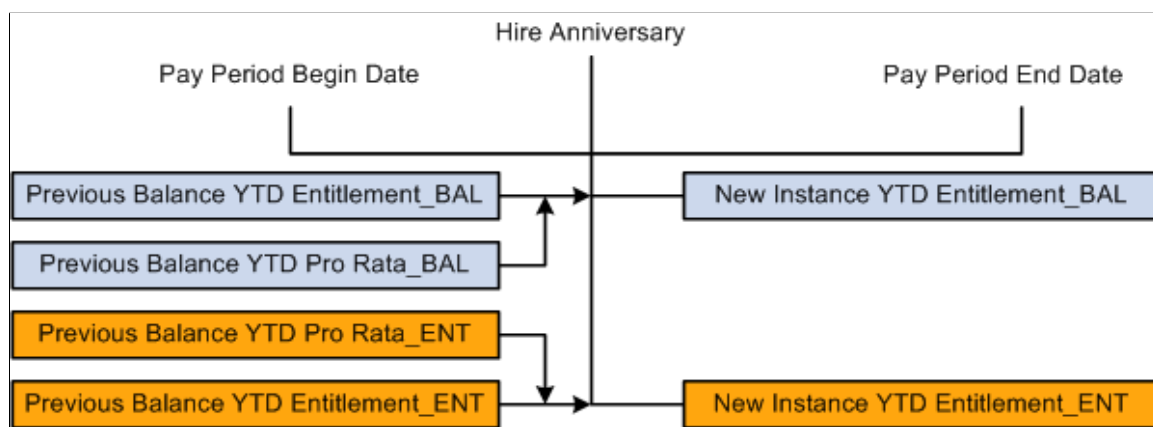 Hire Anniversary
Pay Period Begin Date
Pay Period End Date
Previous Balance YTD Entitlement_BAL
New Instance YTD Entitlement_BAL
Previous Balance YTD Pro Rata_BAL
Previous Balance YTD Pro Rata_ENT
Previous Balance YTD Entitlement_ENT
New Instance YTD Entitlement_ENT